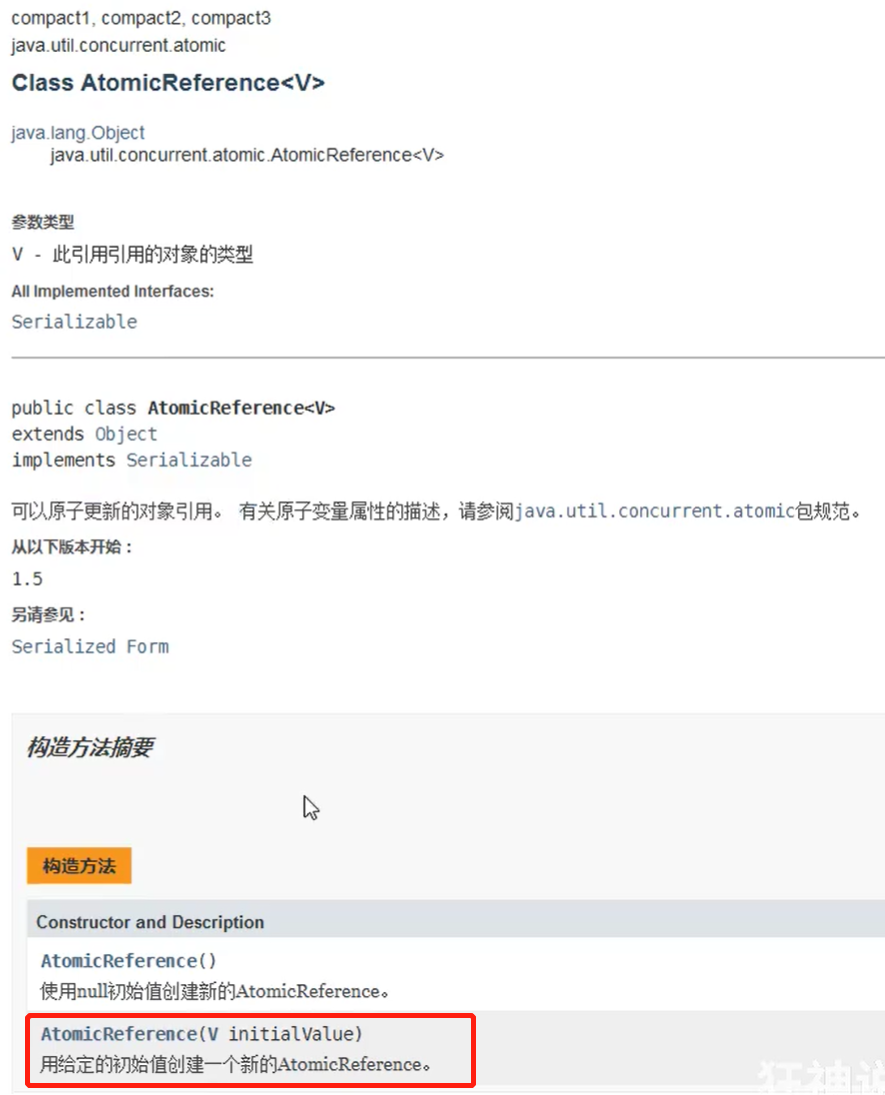 compact1, compact2, compact3
java.util.concurrent.atomic
Class AtomicReference<V>
java.lang.Object
java.util.concurrent.atomic.AtomicReference<V>
参数类型
V - 此引用引用的对象的类型
All Implemented Interfaces:
Serializable
public class AtomicReference<V>
extends Object
implements Serializable
可以原子更新的对象引用。 有关原子变量属性的描述，请参阅java.util.concurrent.atomic包规范。
从以下版本开始：
1.5
另请参见：
Serialized Form
构造方法摘要
构造方法
Constructor and Description
AtomicReference()
使用null初始值创建新的AtomicReference。
AtomicReference(V initialValue)
用给定的初始值创建一个新的AtomicReference。
狂神说